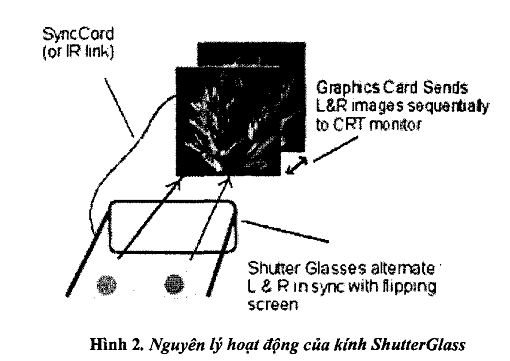 SyncCord
(or IR link)
Graphics Card Sends
L&R images sequentially
to CRT monitor
Shutter Glasses alternate
L & R in sync with flipping
screen
Hình 2. Nguyên lý hoạt động của kính ShutterGlass